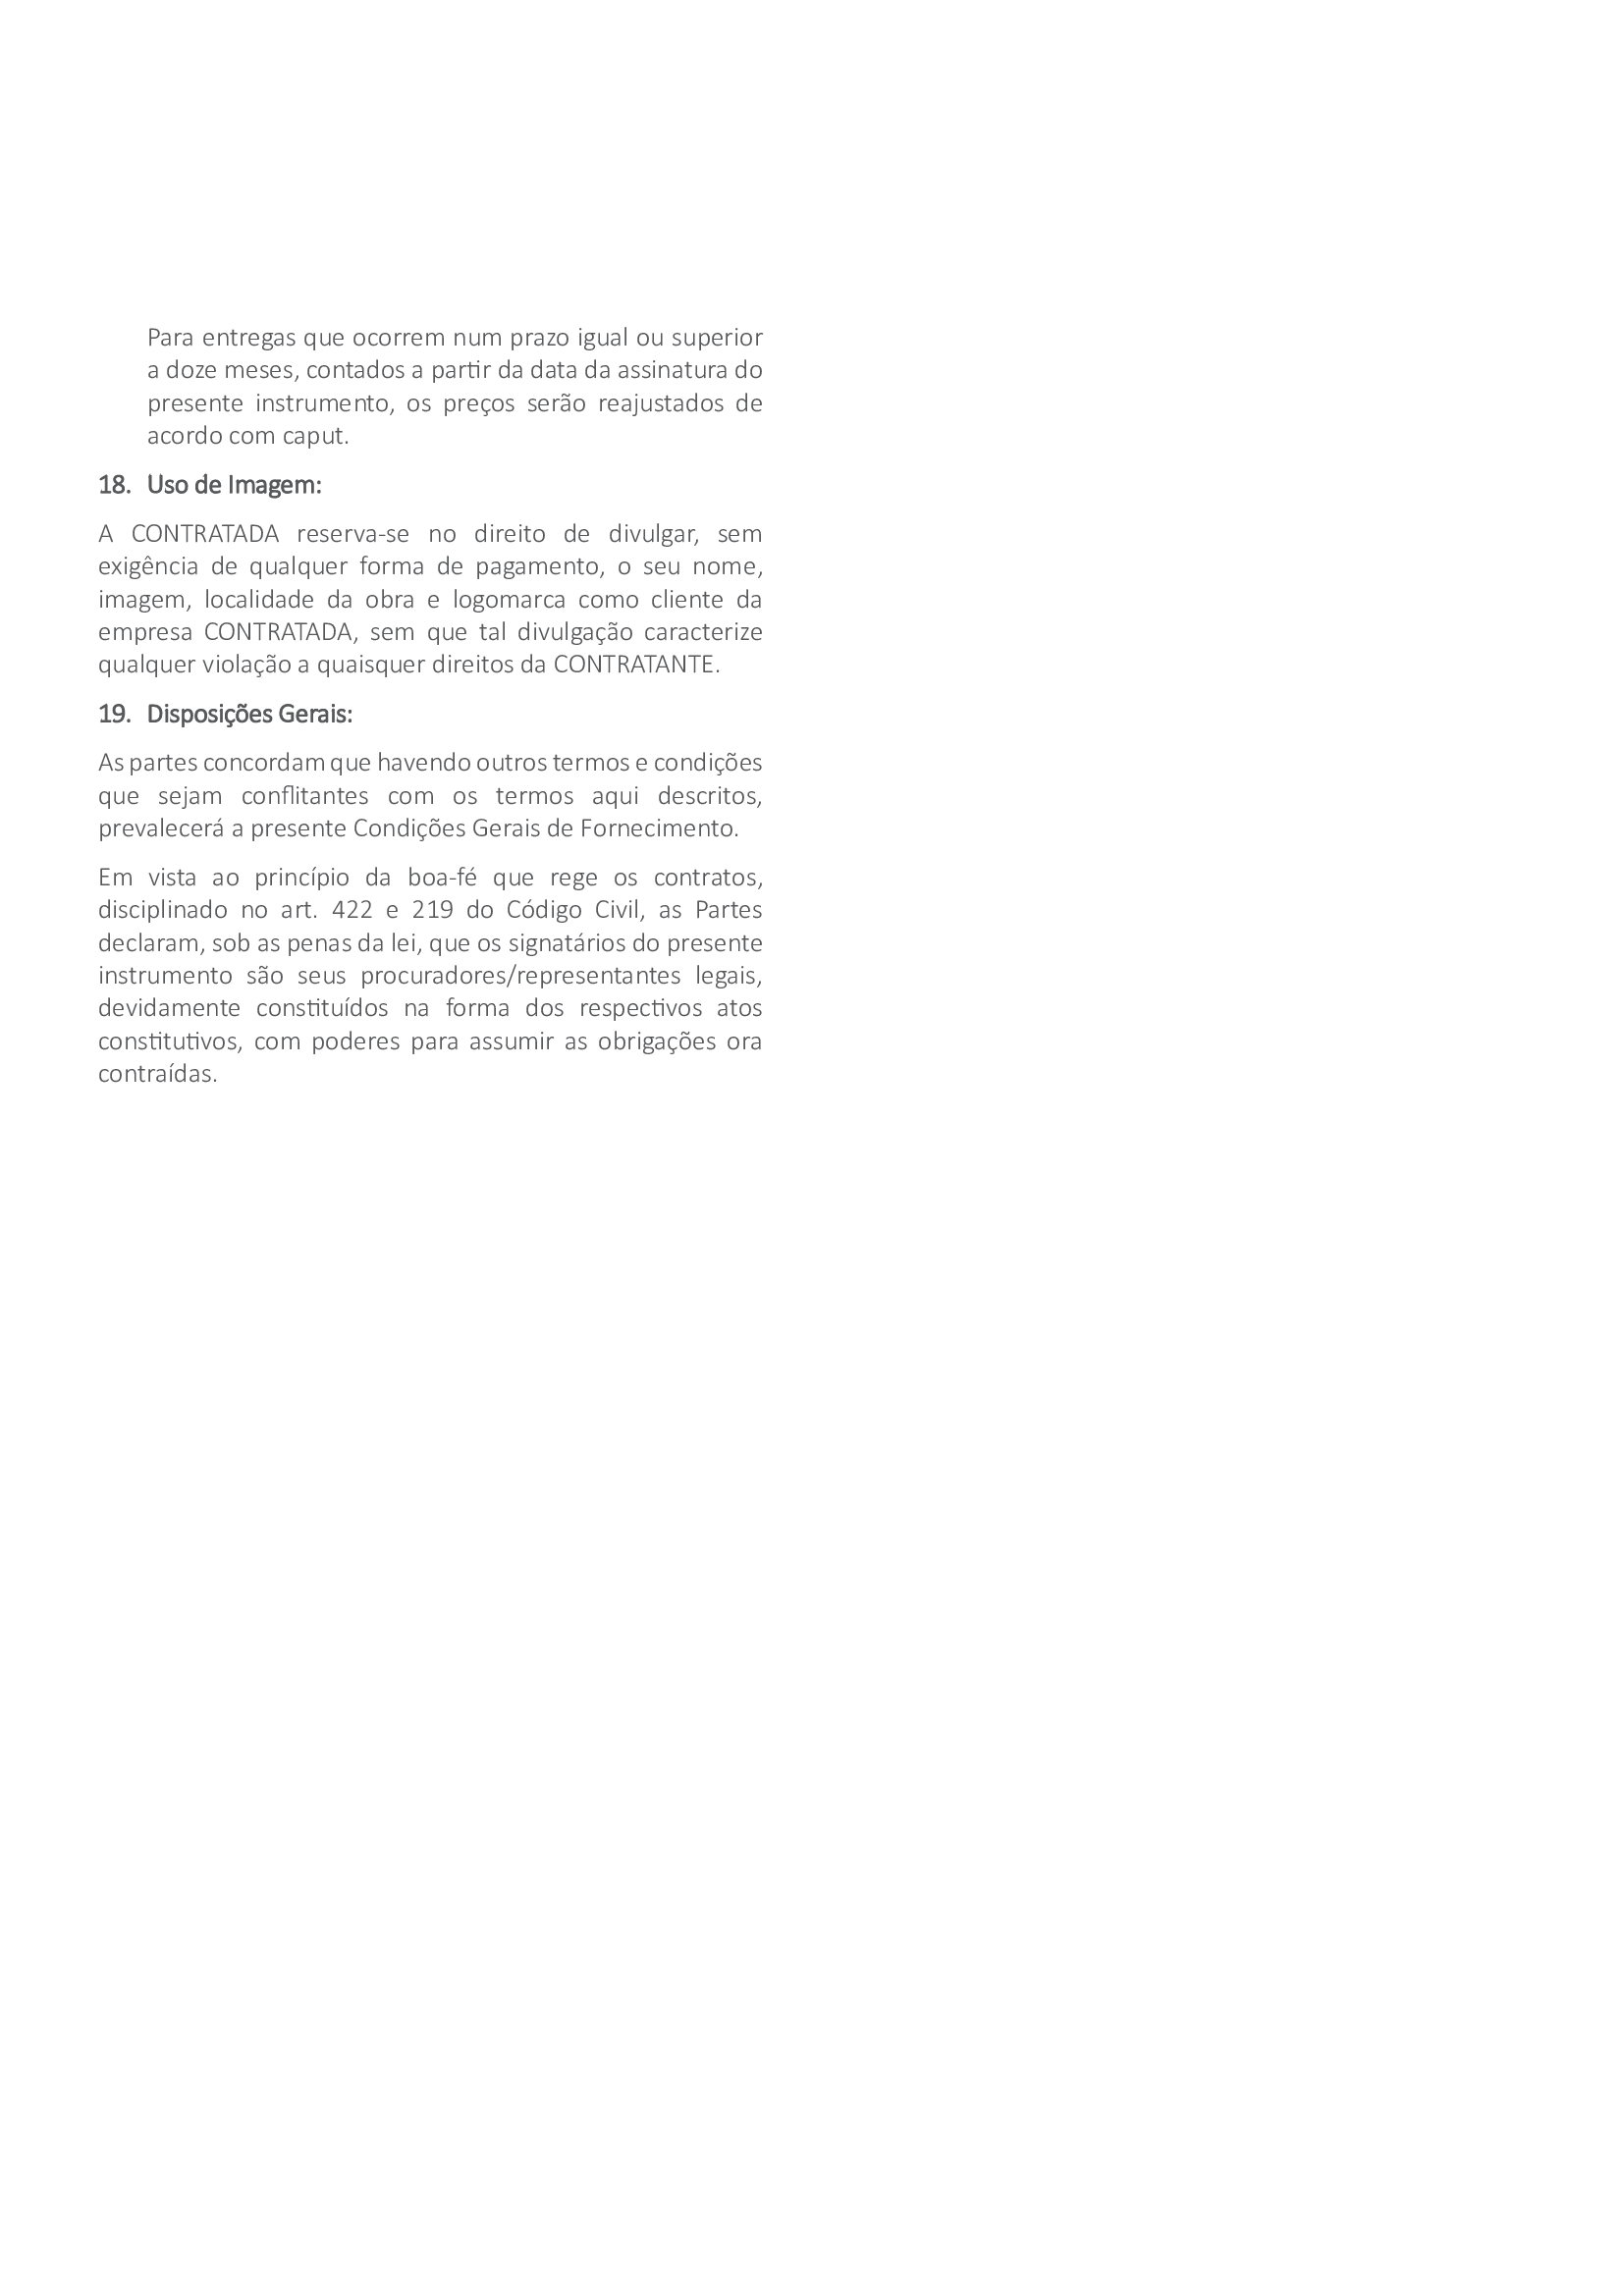 Para entregas que ocorrem num prazo igual ou superior
a doze meses, contados a partir da data da assinatura do
presente instrumento, os preços serão reajustados de
acordo com caput.
18. Uso de Imagem:
A CONTRATADA reserva-se no direito de divulgar, sem
exigência de qualquer forma de pagamento, o seu nome,
imagem, localidade da obra e logomarca como cliente da
empresa CONTRATADA, sem que tal divulgação caracterize
qualquer violação a quaisquer direitos da CONTRATANTE.
19. Disposições Gerais:
As partes concordam que havendo outros termos e condições
que sejam conflitantes com os termos aqui descritos,
prevalecerá a presente Condições Gerais de Fornecimento.
Em vista ao princípio da boa-fé que rege os contratos,
disciplinado no art. 422 e 219 do Código Civil, as Partes
declaram, sob as penas da lei, que os signatários do presente
instrumento são seus procuradores/representantes legais,
devidamente constituídos na forma dos respectivos atos
constitutivos, com poderes para assumir as obrigações ora
contraídas.